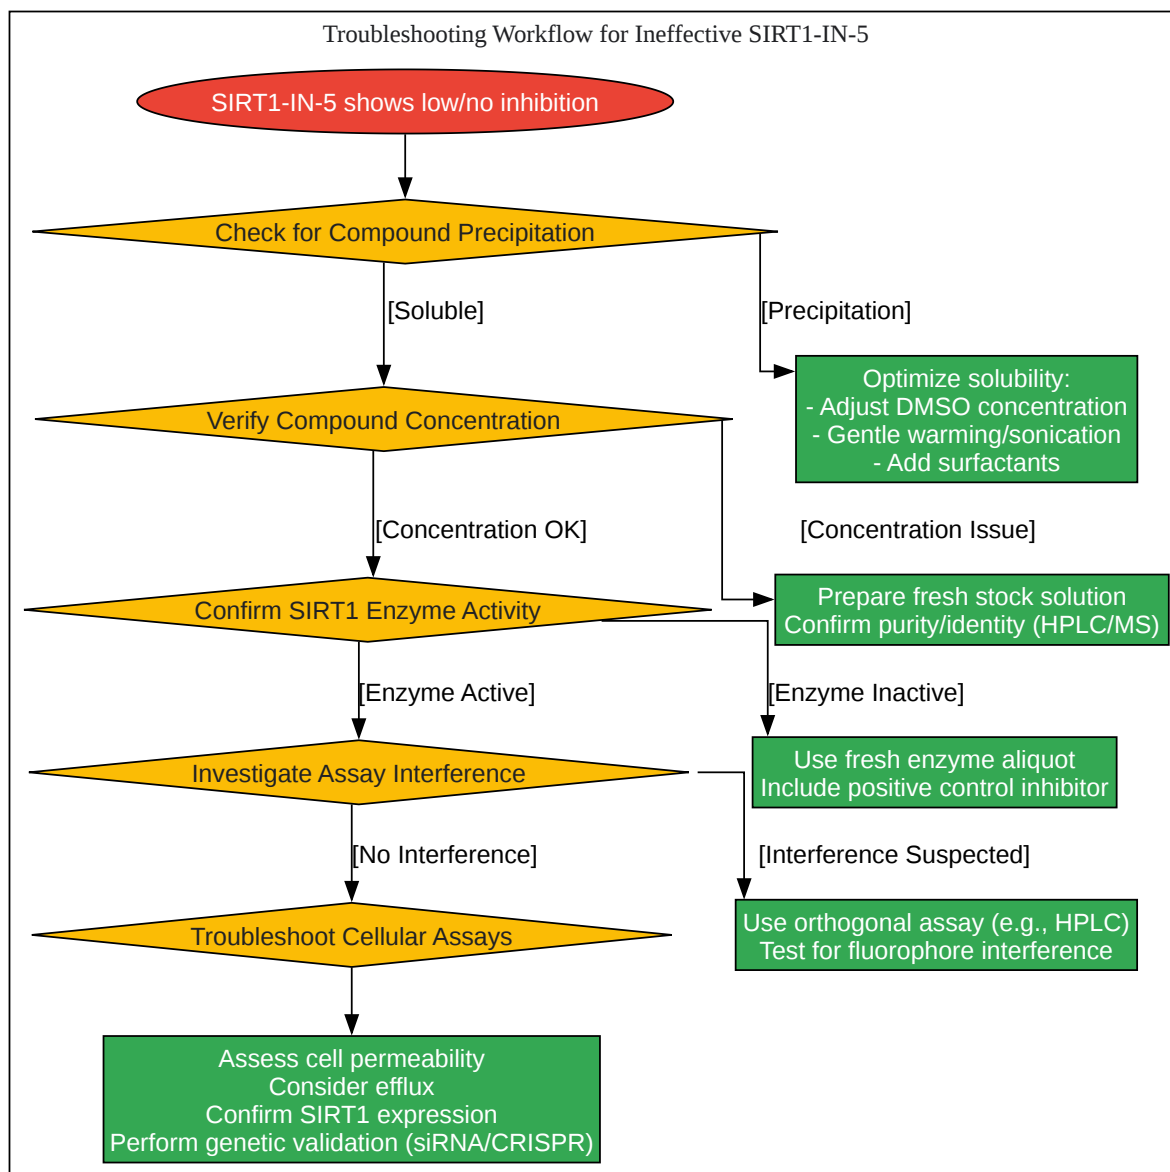 Troubleshooting Workflow for Ineffective SIRT1-IN-5
SIRT1-IN-5 shows low/no inhibition
Check for Compound Precipitation
[Soluble]
[Precipitation]
Optimize solubility:
- Adjust DMSO concentration
- Gentle warming/sonication
- Add surfactants
Verify Compound Concentration
[Concentration OK]
[Concentration Issue]
Prepare fresh stock solution
Confirm purity/identity (HPLC/MS)
Confirm SIRT1 Enzyme Activity
[Enzyme Active]
[Enzyme Inactive]
Use fresh enzyme aliquot
Include positive control inhibitor
Investigate Assay Interference
[No Interference]
[Interference Suspected]
Use orthogonal assay (e.g., HPLC)
Test for fluorophore interference
Troubleshoot Cellular Assays
Assess cell permeability
Consider efflux
Confirm SIRT1 expression
Perform genetic validation (siRNA/CRISPR)